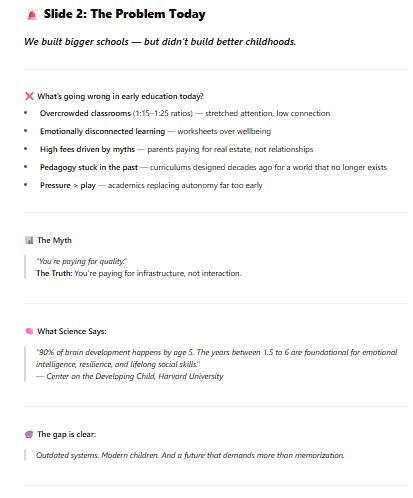 🚨 Slide 2: The Problem Today
We built bigger schools — but didn't build better childhoods.
❌ What's going wrong in early education today?
• Overcrowded classrooms (1:15–1:25 ratios) — stretched attention, low connection
• Emotionally disconnected learning — worksheets over wellbeing
• High fees driven by myths — parents paying for real estate, not relationships
• Pedagogy stuck in the past — curriculums designed decades ago for a world that no longer exists
• Pressure > play — academics replacing autonomy far too early
📊 The Myth
"You're paying for quality."
The Truth: You're paying for infrastructure, not interaction.
🧠 What Science Says:
"90% of brain development happens by age 5. The years between 1.5 to 6 are foundational for emotional
intelligence, resilience, and lifelong social skills."
— Center on the Developing Child, Harvard University
🎯 The gap is clear:
Outdated systems. Modern children. And a future that demands more than memorization.